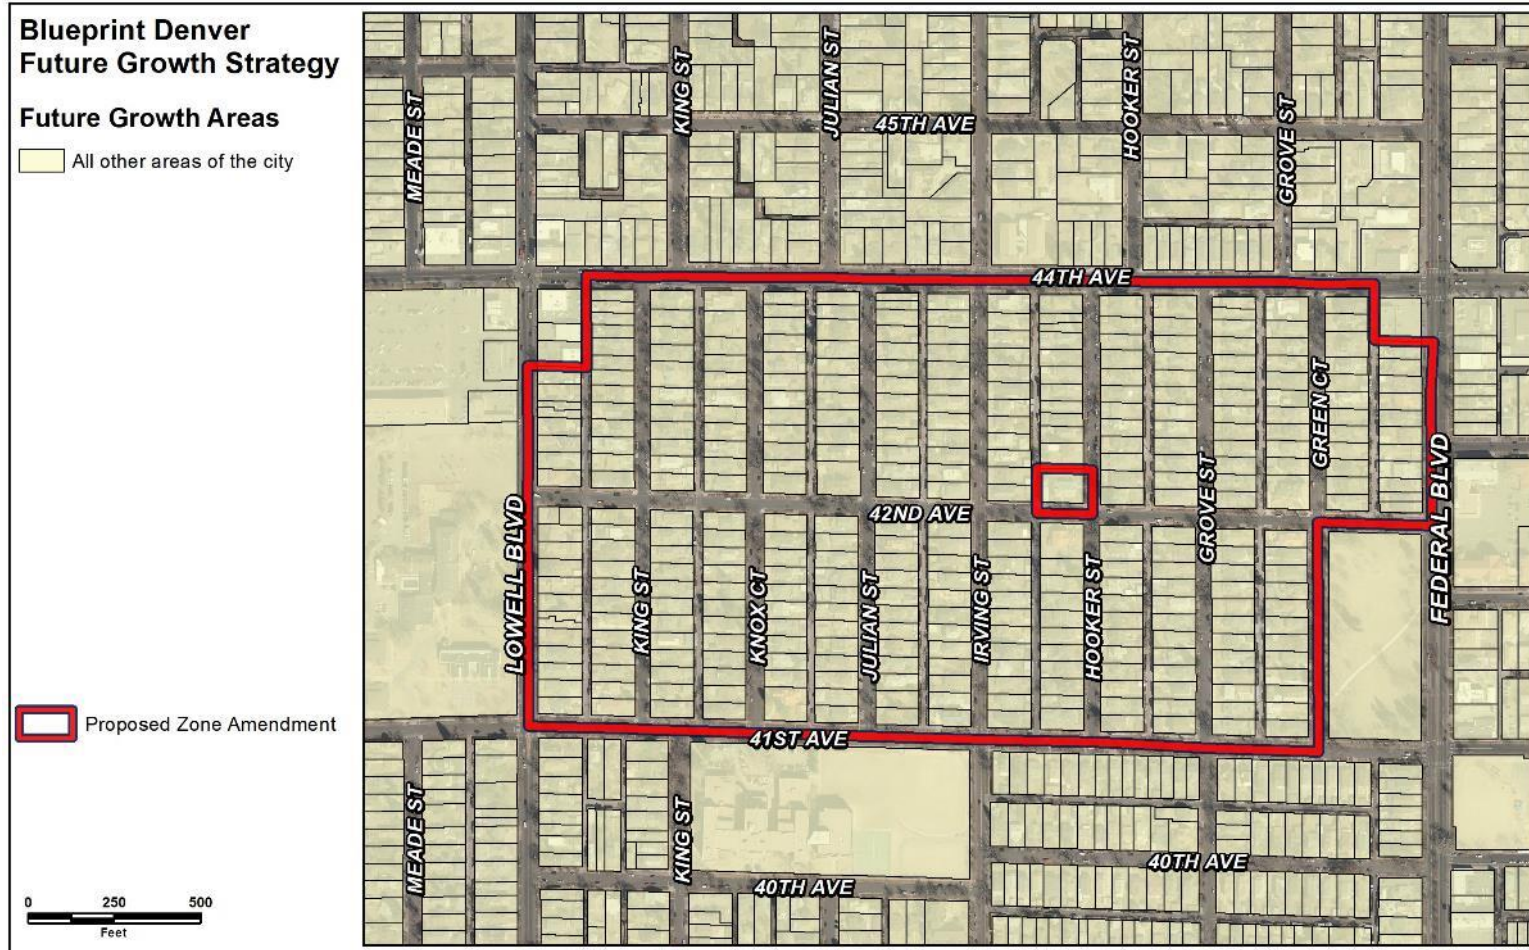 Blueprint Denver
Future Growth Strategy
Future Growth Areas
All other areas of the city
Proposed Zone Amendment
0 250 500
Feet
MEADE ST
KING ST
JULIAN ST
45TH AVE
HOOKER ST
GROVE ST
44TH AVE
GREEN CT
LOWELL BLVD
42ND AVE
GROVE ST
FEDERAL BLVD
KING ST
KNOX CT
JULIAN ST
IRVING ST
HOOKER ST
41ST AVE
MEADE ST
KING ST
40TH AVE
40TH AVE